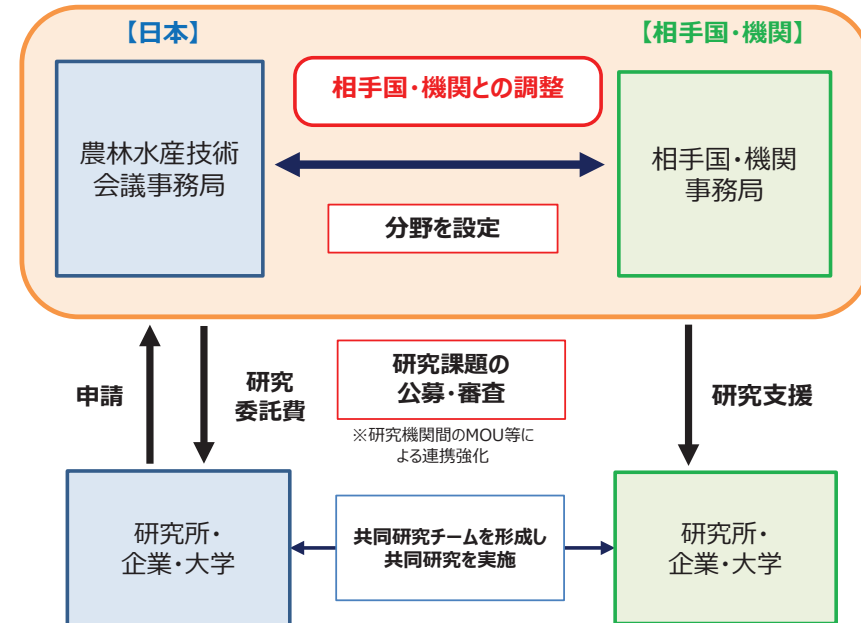 【日本】
【相手国・機関】
相手国・機関との調整
農林水産技術
会議事務局
相手国・機関
事務局
分野を設定
申請
研究
委託費
研究課題の
公募・審査
※研究機関間のMOU等に
よる連携強化
研究支援
研究所・
企業・大学
共同研究チームを形成し
共同研究を実施
研究所・
企業・大学